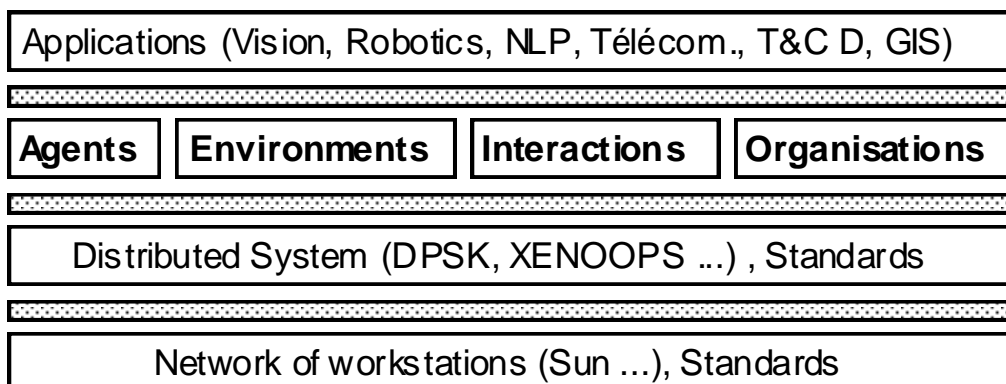 Applications (Vision, Robotics, NLP, Télécom., T&C D, GIS)
Agents Environments Interactions Organisations
Distributed System (DPSK, XENOOPS ...) , Standards
Network of workstations (Sun ...), Standards